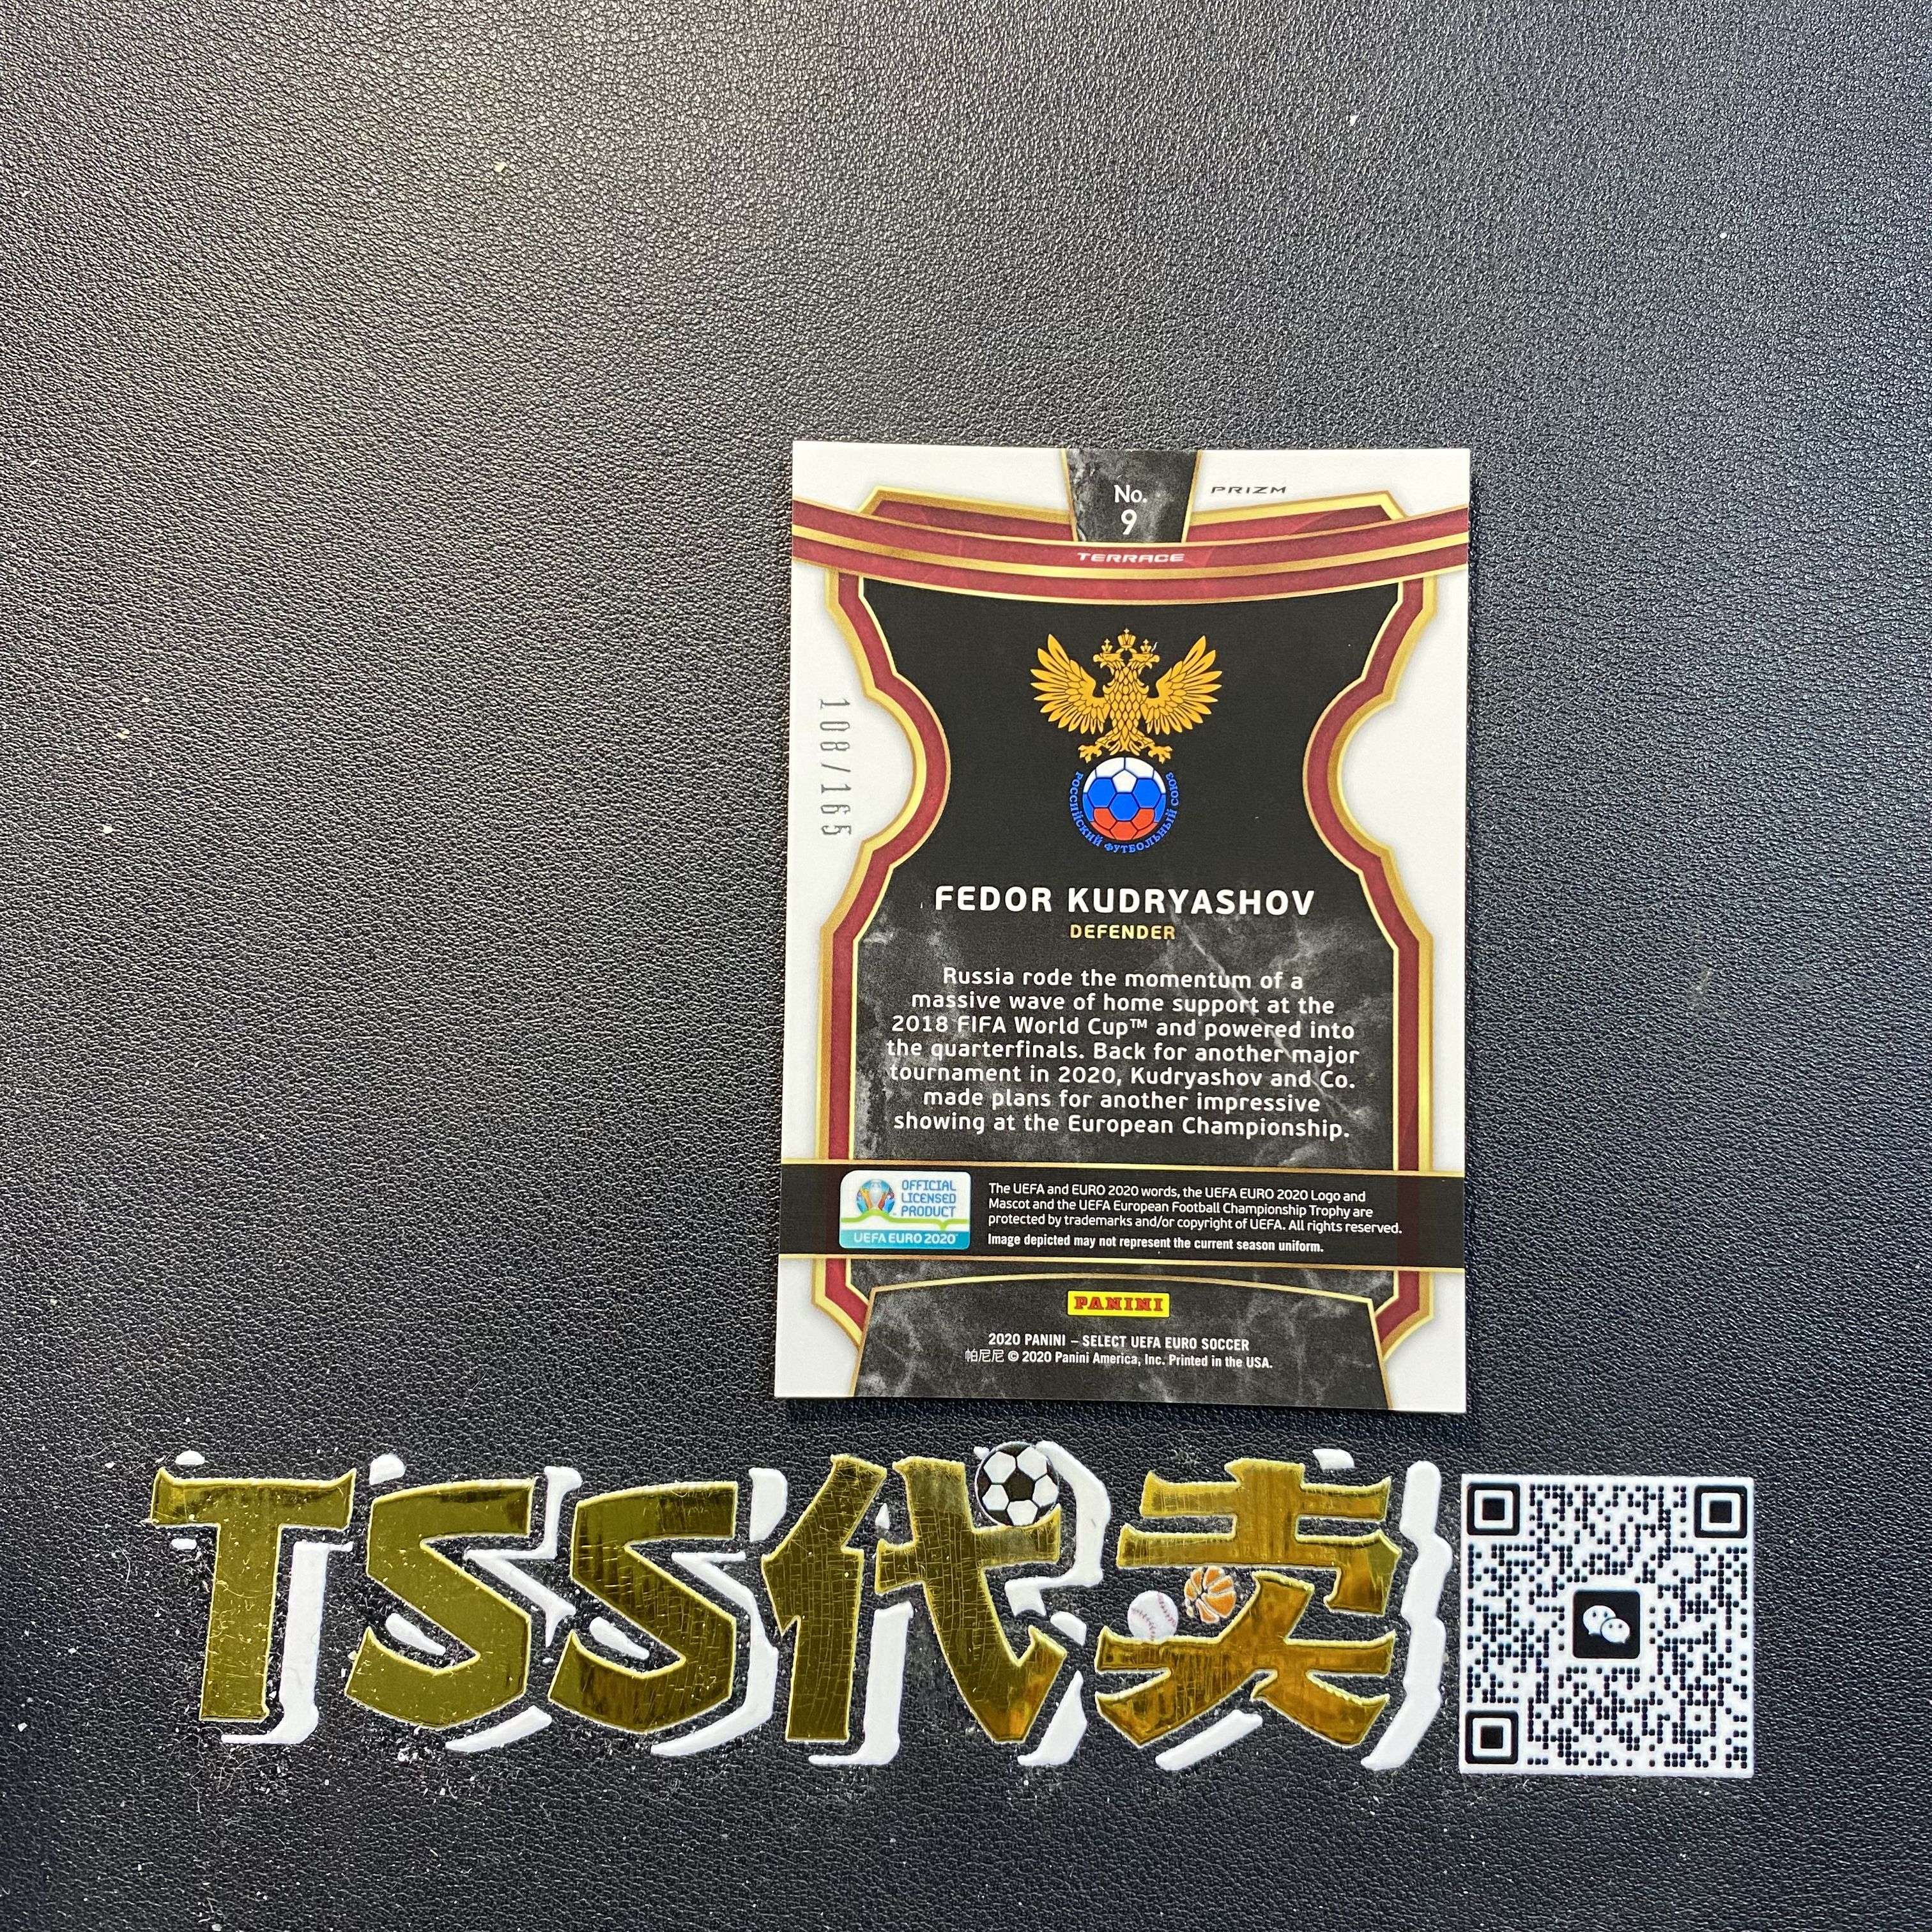 No.
9
PRIZM
TERRACE
108/165
РОССИЙСКИЙ ФУТБОЛЬНЫЙ СОЮЗ
FEDOR KUDRYASHOV
DEFENDER
Russia rode the momentum of a
massive wave of home support at the
2018 FIFA World Cup™ and powered into
the quarterfinals. Back for another major
tournament in 2020, Kudryashov and Co.
made plans for another impressive
showing at the European Championship.
OFFICIAL
LICENSED
PRODUCT
UEFA EURO 2020™
The UEFA and EURO 2020 words, the UEFA EURO 2020 Logo and
Mascot and the UEFA European Football Championship Trophy are
protected by trademarks and/or copyright of UEFA. All rights reserved.
Image depicted may not represent the current season uniform.
PANINI
2020 PANINI – SELECT UEFA EURO SOCCER
帕尼尼 © 2020 Panini America, Inc. Printed in the USA.
TSS代卖